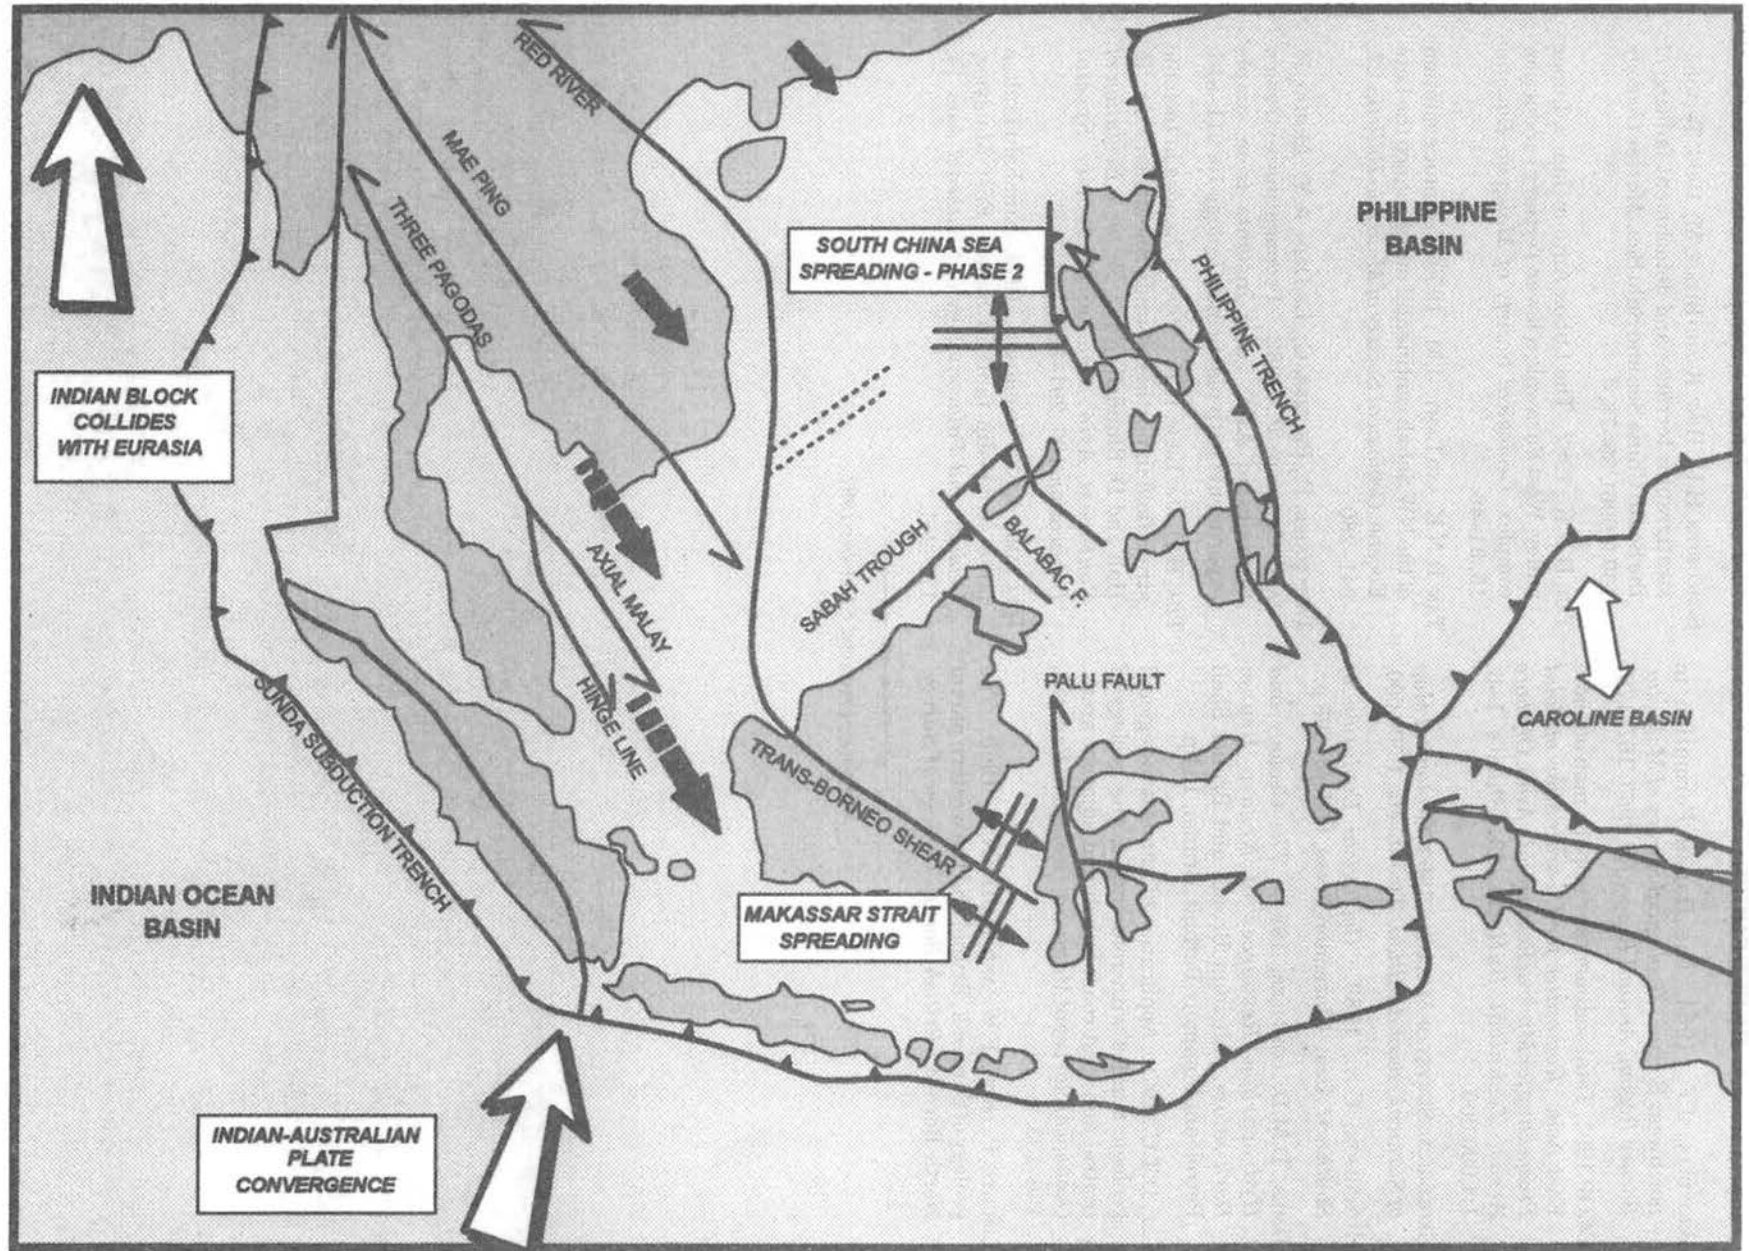 RED RIVER
MAE PING
THREE PAGODAS
SOUTH CHINA SEA
SPREADING - PHASE 2
PHILIPPINE
BASIN
PHILIPPINE TRENCH
INDIAN BLOCK
COLLIDES
WITH EURASIA
SABAH TROUGH
BALABAC F.
AXIAL MALAY
HINGE LINE
PALU FAULT
CAROLINE BASIN
SUNDA SUBDUCTION TRENCH
TRANS-BORNEO SHEAR
INDIAN OCEAN
BASIN
MAKASSAR STRAIT
SPREADING
INDIAN-AUSTRALIAN
PLATE
CONVERGENCE